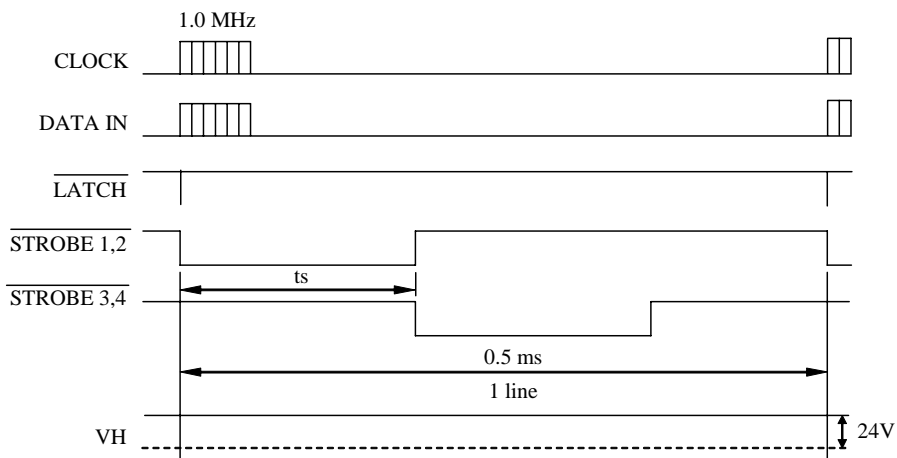 1.0 MHz
CLOCK
DATA IN
LATCH
STROBE 1,2
ts
STROBE 3,4
0.5 ms
1 line
VH
24V